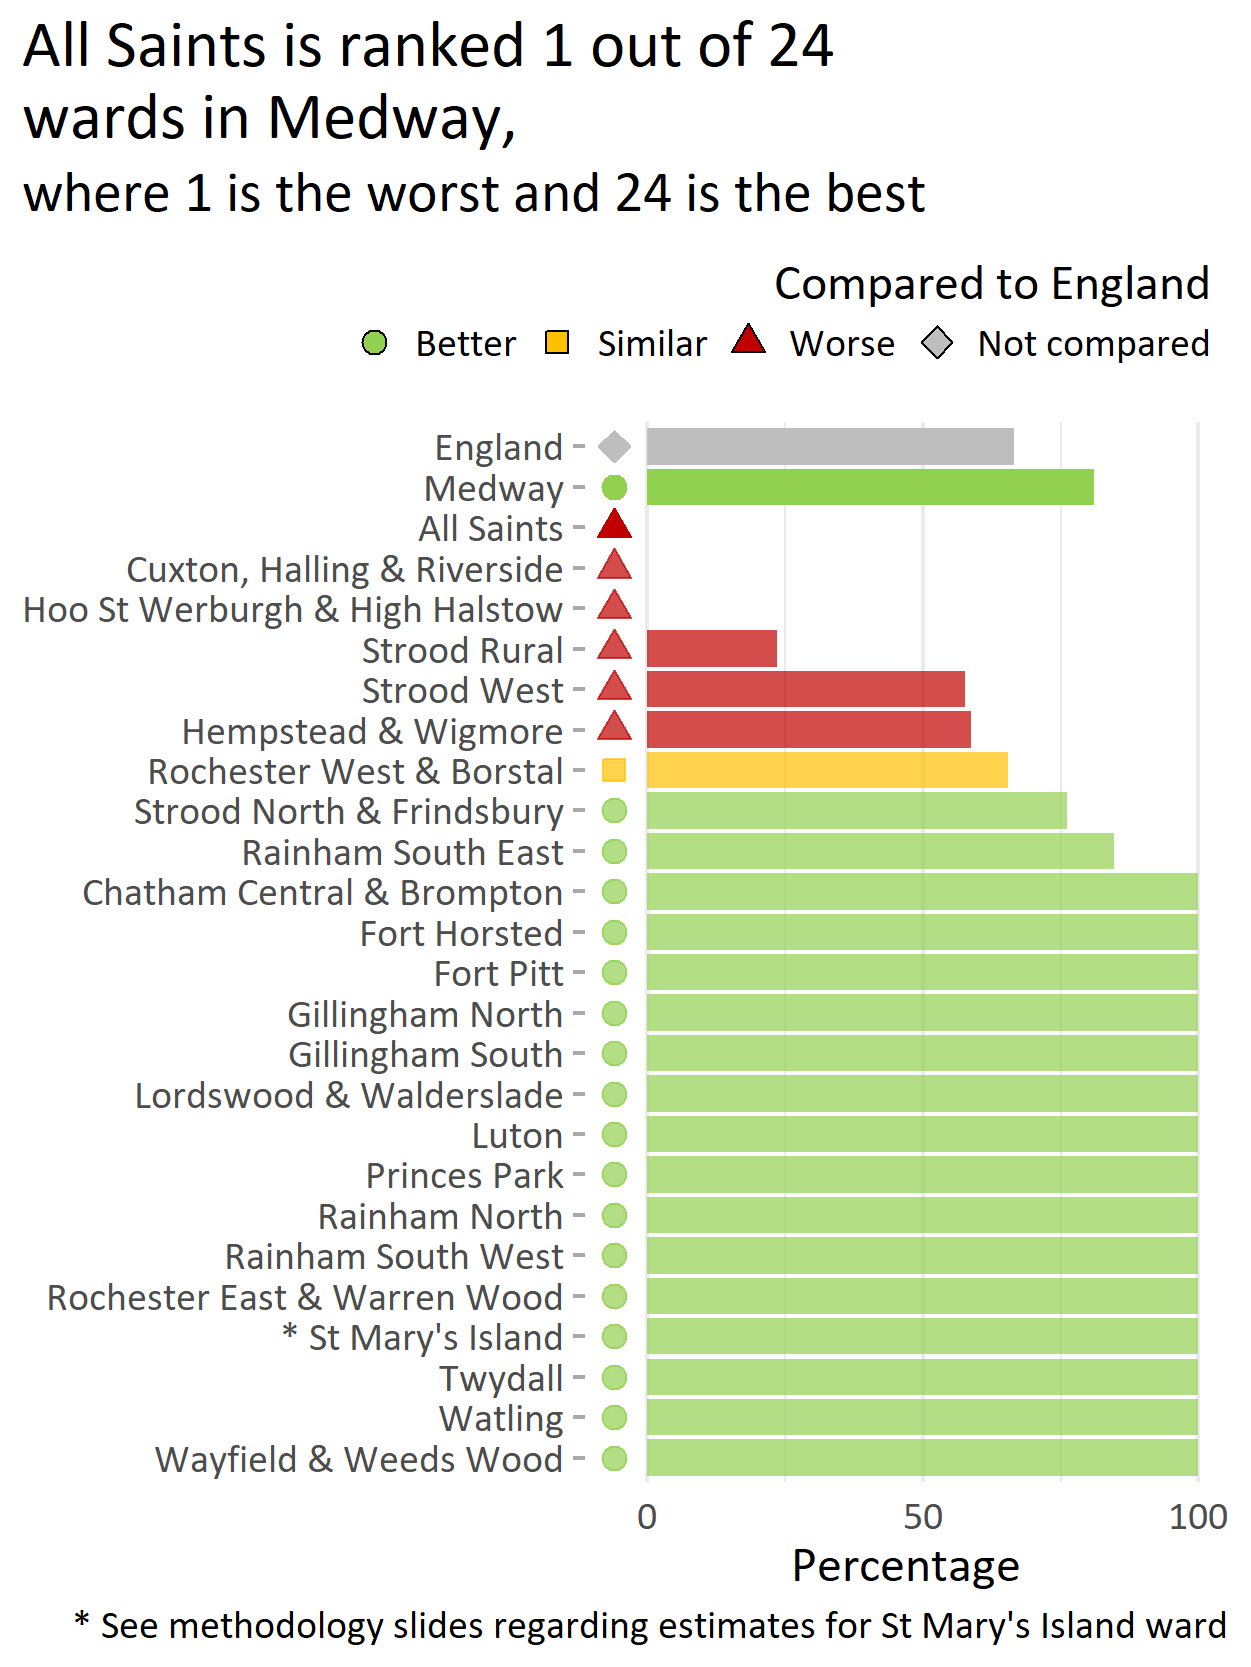 All Saints is ranked 1 out of 24
wards in Medway,
where 1 is the worst and 24 is the best
Compared to England
Better Similar Worse Not compared
England
Medway
All Saints
Cuxton, Halling & Riverside
Hoo St Werburgh & High Halstow
Strood Rural
Strood West
Hempstead & Wigmore
Rochester West & Borstal
Strood North & Frindsbury
Rainham South East
Chatham Central & Brompton
Fort Horsted
Fort Pitt
Gillingham North
Gillingham South
Lordswood & Walderslade
Luton
Princes Park
Rainham North
Rainham South West
Rochester East & Warren Wood
* St Mary's Island
Twydall
Watling
Wayfield & Weeds Wood
0 50 100
Percentage
* See methodology slides regarding estimates for St Mary's Island ward